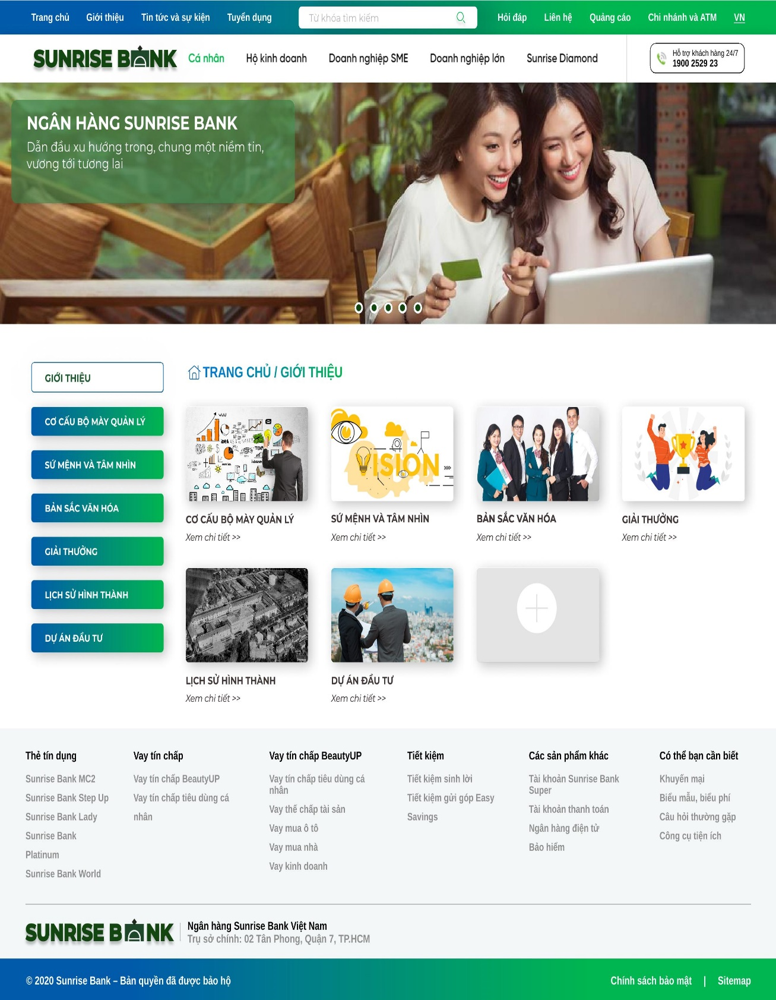 Trang chủ Giới thiệu Tin tức và sự kiện Tuyển dụng Từ khóa tìm kiếm Hỏi đáp Liên hệ Quảng cáo Chi nhánh và ATM VN
SUNRISE BANK Cá nhân Hộ kinh doanh Doanh nghiệp SME Doanh nghiệp lớn Sunrise Diamond
Hỗ trợ khách hàng 24/7
1900 2529 23
NGÂN HÀNG SUNRISE BANK
Dẫn đầu xu hướng trong, chung một niềm tin,
vương tới tương lai
GIỚI THIỆU
CƠ CẤU BỘ MÀY QUẢN LÝ
SỨ MỆNH VÀ TÂM NHÌN
BẢN SẮC VĂN HÓA
GIẢI THƯỞNG
LỊCH SỬ HÌNH THÀNH
DỰ ÁN ĐẦU TƯ
TRANG CHỦ / GIỚI THIỆU
idea
TEAM
VISION
CƠ CẤU BỘ MÀY QUẢN LÝ
Xem chi tiết >>
SỨ MỆNH VÀ TÂM NHÌN
Xem chi tiết >>
BẢN SẮC VĂN HÓA
Xem chi tiết >>
GIẢI THƯỞNG
Xem chi tiết >>
LỊCH SỬ HÌNH THÀNH
Xem chi tiết >>
DỰ ÁN ĐẦU TƯ
Xem chi tiết >>
Thẻ tín dụng
Sunrise Bank MC2
Sunrise Bank Step Up
Sunrise Bank Lady
Sunrise Bank
Platinum
Sunrise Bank World
Vay tín chấp
Vay tín chấp BeautyUP
Vay tín chấp tiêu dùng cá
nhân
Vay tín chấp BeautyUP
Vay tín chấp tiêu dùng cá
nhân
Vay thế chấp tài sản
Vay mua ô tô
Vay mua nhà
Vay kinh doanh
Tiết kiệm
Tiết kiệm sinh lời
Tiết kiệm gửi góp Easy
Savings
Các sản phẩm khác
Tài khoản Sunrise Bank
Super
Tài khoản thanh toán
Ngân hàng điện tử
Bảo hiểm
Có thể bạn cần biết
Khuyến mại
Biểu mẫu, biểu phí
Câu hỏi thường gặp
Công cụ tiện ích
SUNRISE BANK
Ngân hàng Sunrise Bank Việt Nam
Trụ sở chính: 02 Tân Phong, Quận 7, TP.HCM
© 2020 Sunrise Bank – Bản quyền đã được bảo hộ
Chính sách bảo mật | Sitemap